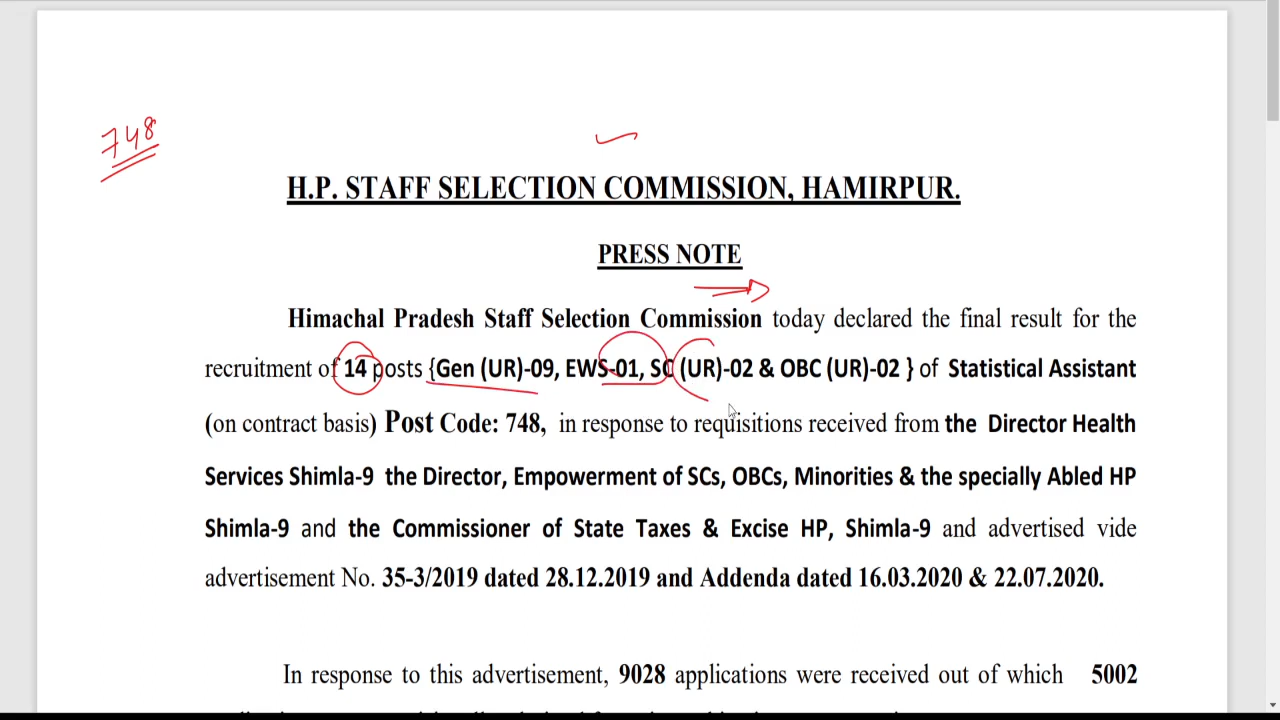 748
H.P. STAFF SELECTION COMMISSION, HAMIRPUR.
PRESS NOTE
Himachal Pradesh Staff Selection Commission today declared the final result for the
recruitment of 14 posts {Gen (UR)-09, EWS-01, SC (UR)-02 & OBC (UR)-02 } of Statistical Assistant
(on contract basis) Post Code: 748, in response to requisitions received from the Director Health
Services Shimla-9 the Director, Empowerment of SCs, OBCs, Minorities & the specially Abled HP
Shimla-9 and the Commissioner of State Taxes & Excise HP, Shimla-9 and advertised vide
advertisement No. 35-3/2019 dated 28.12.2019 and Addenda dated 16.03.2020 & 22.07.2020.
In response to this advertisement, 9028 applications were received out of which 5002